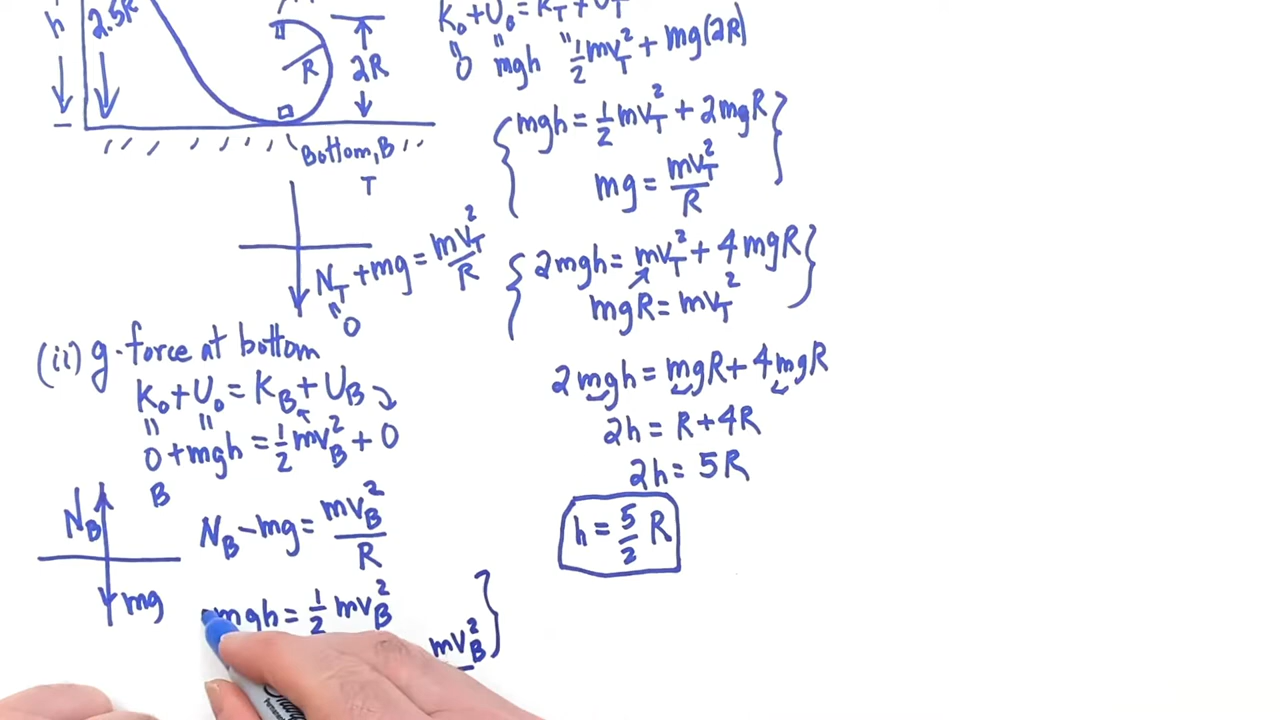 h
2.5R
R
2R
Bottom, B
T
N_T + mg = mv_T²/R
0
(ii) g-force at bottom
K₀ + U₀ = K_B + U_B
0 + mgh = ½mv_B² + 0
B
N_B
mg
N_B − mg = mv_B²/R
mgh = ½ mv_B²
mv_B²
K₀ + U₀ = K_T + U_T
0 mgh ½mv_T² + mg(2R)
mgh = ½mv_T² + 2mgR
mg = mv_T²/R
2mgh = mv_T² + 4mgR
mgR = mv_T²
2mgh = mgR + 4mgR
2h = R + 4R
2h = 5R
h = 5/2 R